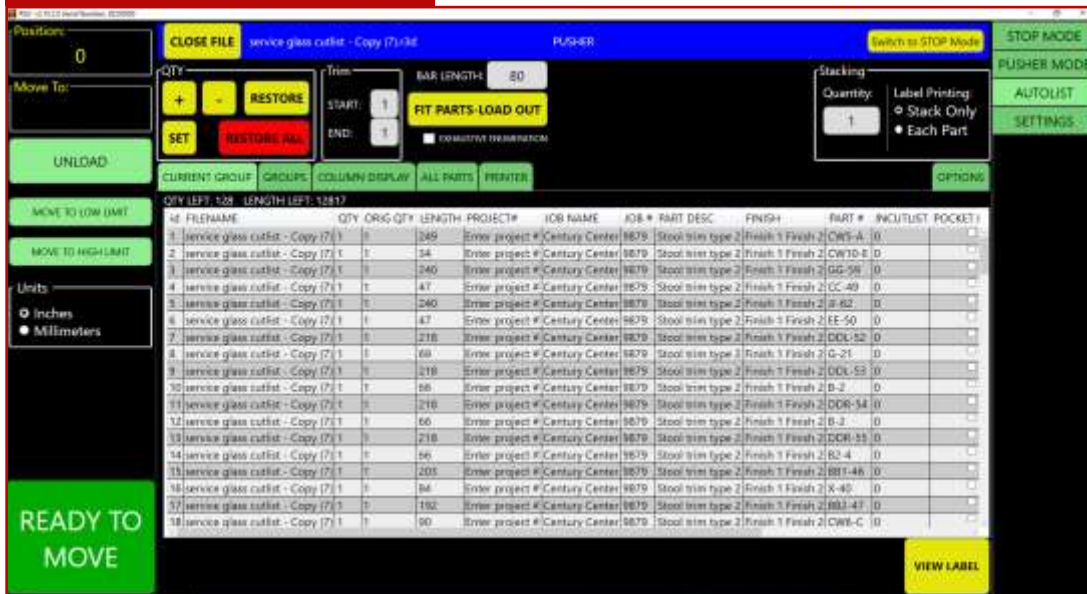 Position:
0
Move To:
UNLOAD
MOVE TO LOW LIMIT
MOVE TO HIGH LIMIT
Units
Inches
Millimeters
READY TO MOVE
CLOSE FILE service glass cutlist - Copy (7).r3d PUSHER Switch to STOP Mode
QTY
+ - RESTORE
SET RESTORE ALL
Trim
START: 1
END: 1
BAR LENGTH: 80
FIT PARTS-LOAD OUT
EXHAUSTIVE ENUMERATION
Stacking
Quantity: Label Printing:
1 Stack Only
Each Part
STOP MODE
PUSHER MODE
AUTOLIST
SETTINGS
CURRENT GROUP GROUPS COLUMN DISPLAY ALL PARTS PRINTER OPTIONS
QTY LEFT: 128 LENGTH LEFT: 12817
id FILENAME QTY ORIG QTY LENGTH PROJECT# JOB NAME JOB # PART DESC FINISH PART # INCUTLIST POCKET
1 service glass cutlist - Copy (7) 1 1 249 Enter project # Century Center 9879 Stool trim type 2 Finish 1 Finish 2 CW5-A 0
2 service glass cutlist - Copy (7) 1 1 34 Enter project # Century Center 9879 Stool trim type 2 Finish 1 Finish 2 CW10-E 0
3 service glass cutlist - Copy (7) 1 1 240 Enter project # Century Center 9879 Stool trim type 2 Finish 1 Finish 2 GG-59 0
4 service glass cutlist - Copy (7) 1 1 47 Enter project # Century Center 9879 Stool trim type 2 Finish 1 Finish 2 CC-49 0
5 service glass cutlist - Copy (7) 1 1 240 Enter project # Century Center 9879 Stool trim type 2 Finish 1 Finish 2 0
6 service glass cutlist - Copy (7) 1 1 47 Enter project # Century Center 9879 Stool trim type 2 Finish 1 Finish 2 EE-50 0
7 service glass cutlist - Copy (7) 1 1 218 Enter project # Century Center 9879 Stool trim type 2 Finish 1 Finish 2 DDL-52 0
8 service glass cutlist - Copy (7) 1 1 69 Enter project # Century Center 9879 Stool trim type Finish 1 Finish 2 G-21 0
9 service glass cutlist - Copy (7) 1 1 218 Enter project # Century Center 9879 Stool trim type 2 Finish 1 Finish 2 DDL-53 0
10 service glass cutlist - Copy (7) 1 1 66 Enter project # Century Center 9879 Stool trim type 2 Finish 1 Finish 2 B-2 0
11 service glass cutlist - Copy (7) 1 1 218 Enter project # Century Center 9879 Stool trim type 2 Finish 1 Finish 2 DDR-54 0
12 service glass cutlist - Copy (7) 1 1 66 Enter project # Century Center 9879 Stool trim type 2 Finish 1 Finish 2 B-2 0
13 service glass cutlist - Copy (7) 1 1 218 Enter project # Century Center 9879 Stool trim type 2 Finish 1 Finish 2 DDR-55 0
14 service glass cutlist - Copy (7) 1 1 66 Enter project # Century Center 9879 Stool trim type 2 Finish 1 Finish 2 B2-4 0
15 service glass cutlist - Copy (7) 1 1 203 Enter project # Century Center 9879 Stool trim type 2 Finish 1 Finish 2 BB1-46 0
16 service glass cutlist - Copy (7) 1 1 84 Enter project # Century Center 9879 Stool trim type 2 Finish 1 Finish 2 X-40 0
17 service glass cutlist - Copy (7) 1 1 192 Enter project # Century Center 9879 Stool trim type 2 Finish 1 Finish 2 BB2-47 0
18 service glass cutlist - Copy (7) 1 1 90 Enter project # Century Center 9879 Stool trim type 2 Finish 1 Finish 2 CW6-C 0
VIEW LABEL